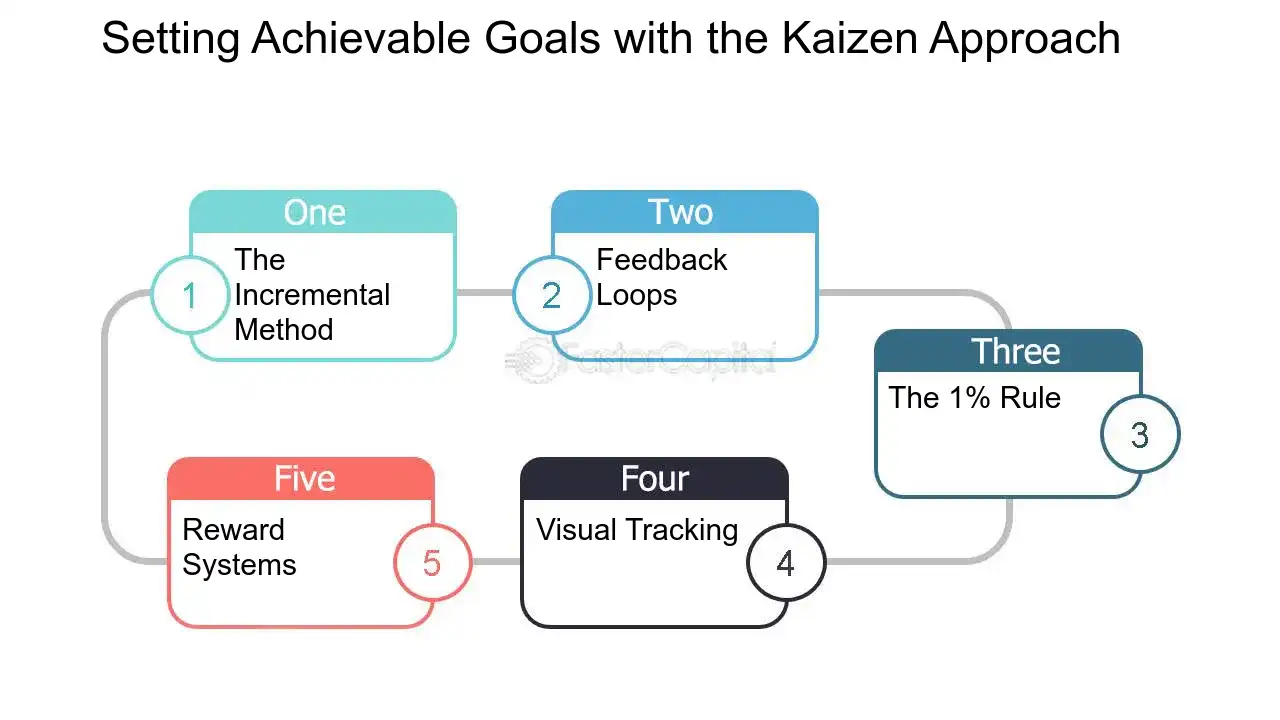 Setting Achievable Goals with the Kaizen Approach
One
1
The
Incremental
Method
Two
2
Feedback
Loops
Three
The 1% Rule
3
Four
Visual Tracking
4
Five
Reward
Systems
5
FasterCapital